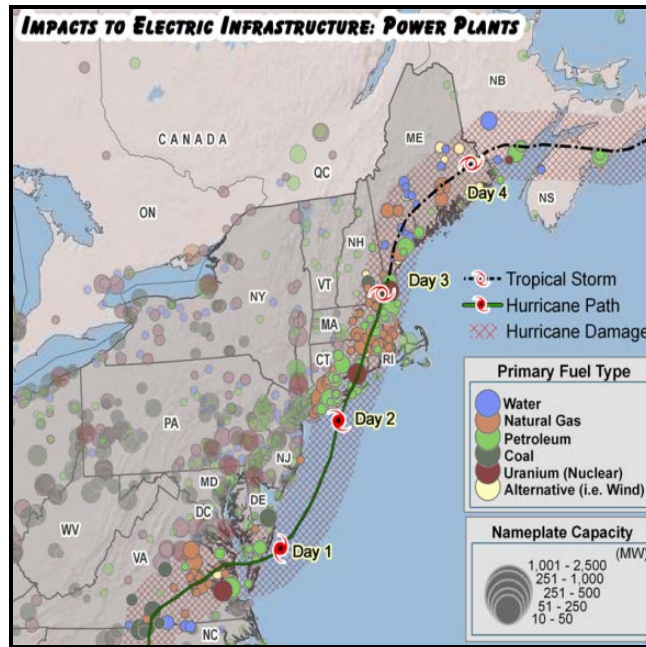 IMPACTS TO ELECTRIC INFRASTRUCTURE: POWER PLANTS
NB
CANADA
ME
QC
Day 4
NS
ON
NH
Day 3
Tropical Storm
VT
NY
Hurricane Path
MA
Hurricane Damage
CT
RI
Primary Fuel Type
Water
PA
Day 2
Natural Gas
Petroleum
NJ
Coal
MD
Uranium (Nuclear)
DE
Alternative (i.e. Wind)
DC
WV
Nameplate Capacity
VA
Day 1
(MW)
1,001 - 2,500
251 - 1,000
251 - 500
51 - 250
10 - 50
NC